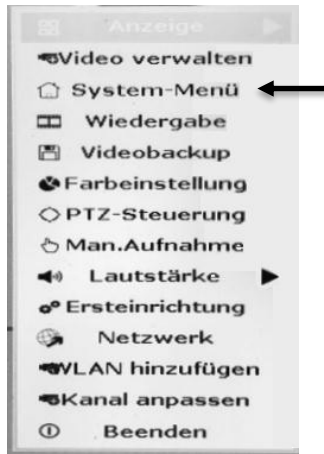 Anzeige
Video verwalten
System-Menü
Wiedergabe
Videobackup
Farbeinstellung
PTZ-Steuerung
Man.Aufnahme
Lautstärke
Ersteinrichtung
Netzwerk
WLAN hinzufügen
Kanal anpassen
Beenden